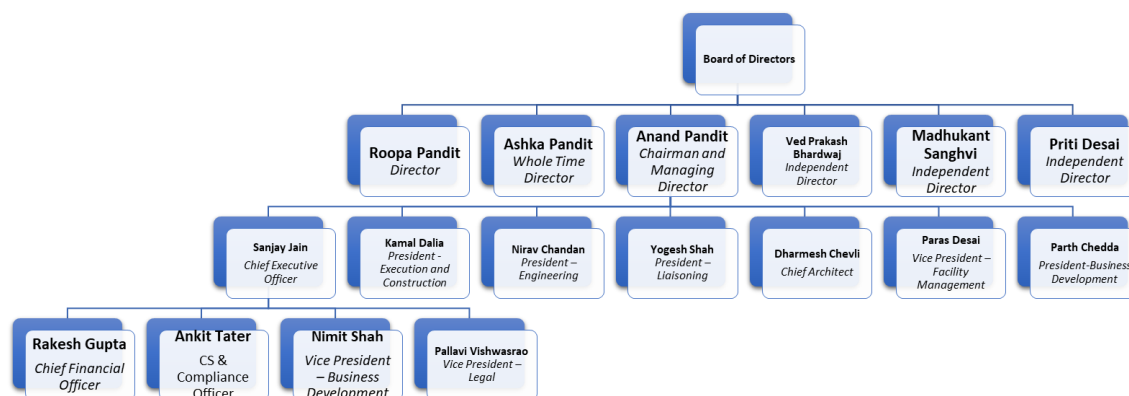 Board of Directors
Roopa Pandit
Director
Ashka Pandit
Whole Time
Director
Anand Pandit
Chairman and
Managing
Director
Ved Prakash
Bhardwaj
Independent
Director
Madhukant
Sanghvi
Independent
Director
Priti Desai
Independent
Director
Sanjay Jain
Chief Executive
Officer
Kamal Dalia
President -
Execution and
Construction
Nirav Chandan
President –
Engineering
Yogesh Shah
President –
Liaisoning
Dharmesh Chevli
Chief Architect
Paras Desai
Vice President –
Facility
Management
Parth Chedda
President-Business
Development
Rakesh Gupta
Chief Financial
Officer
Ankit Tater
CS &
Compliance
Officer
Nimit Shah
Vice President
– Business
Development
Pallavi Vishwasrao
Vice President –
Legal